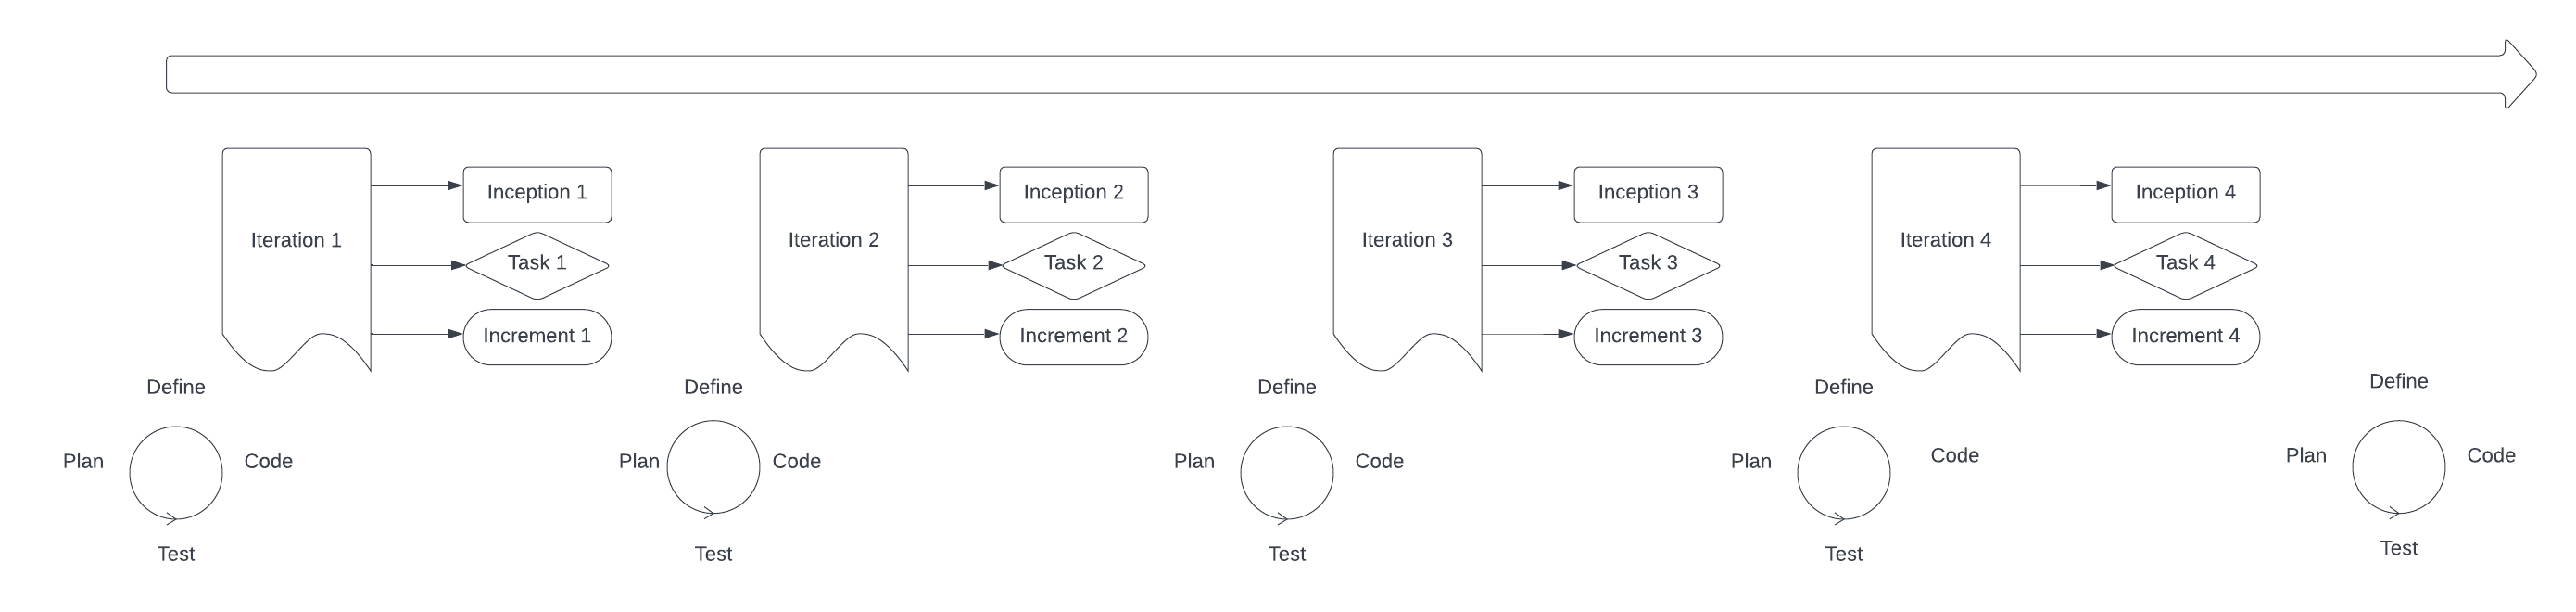 Iteration 1
Inception 1
Task 1
Increment 1
Iteration 2
Inception 2
Task 2
Increment 2
Iteration 3
Inception 3
Task 3
Increment 3
Iteration 4
Inception 4
Task 4
Increment 4
Define
Plan
Code
Test
Define
Plan
Code
Test
Define
Plan
Code
Test
Define
Plan
Code
Test
Define
Plan
Code
Test